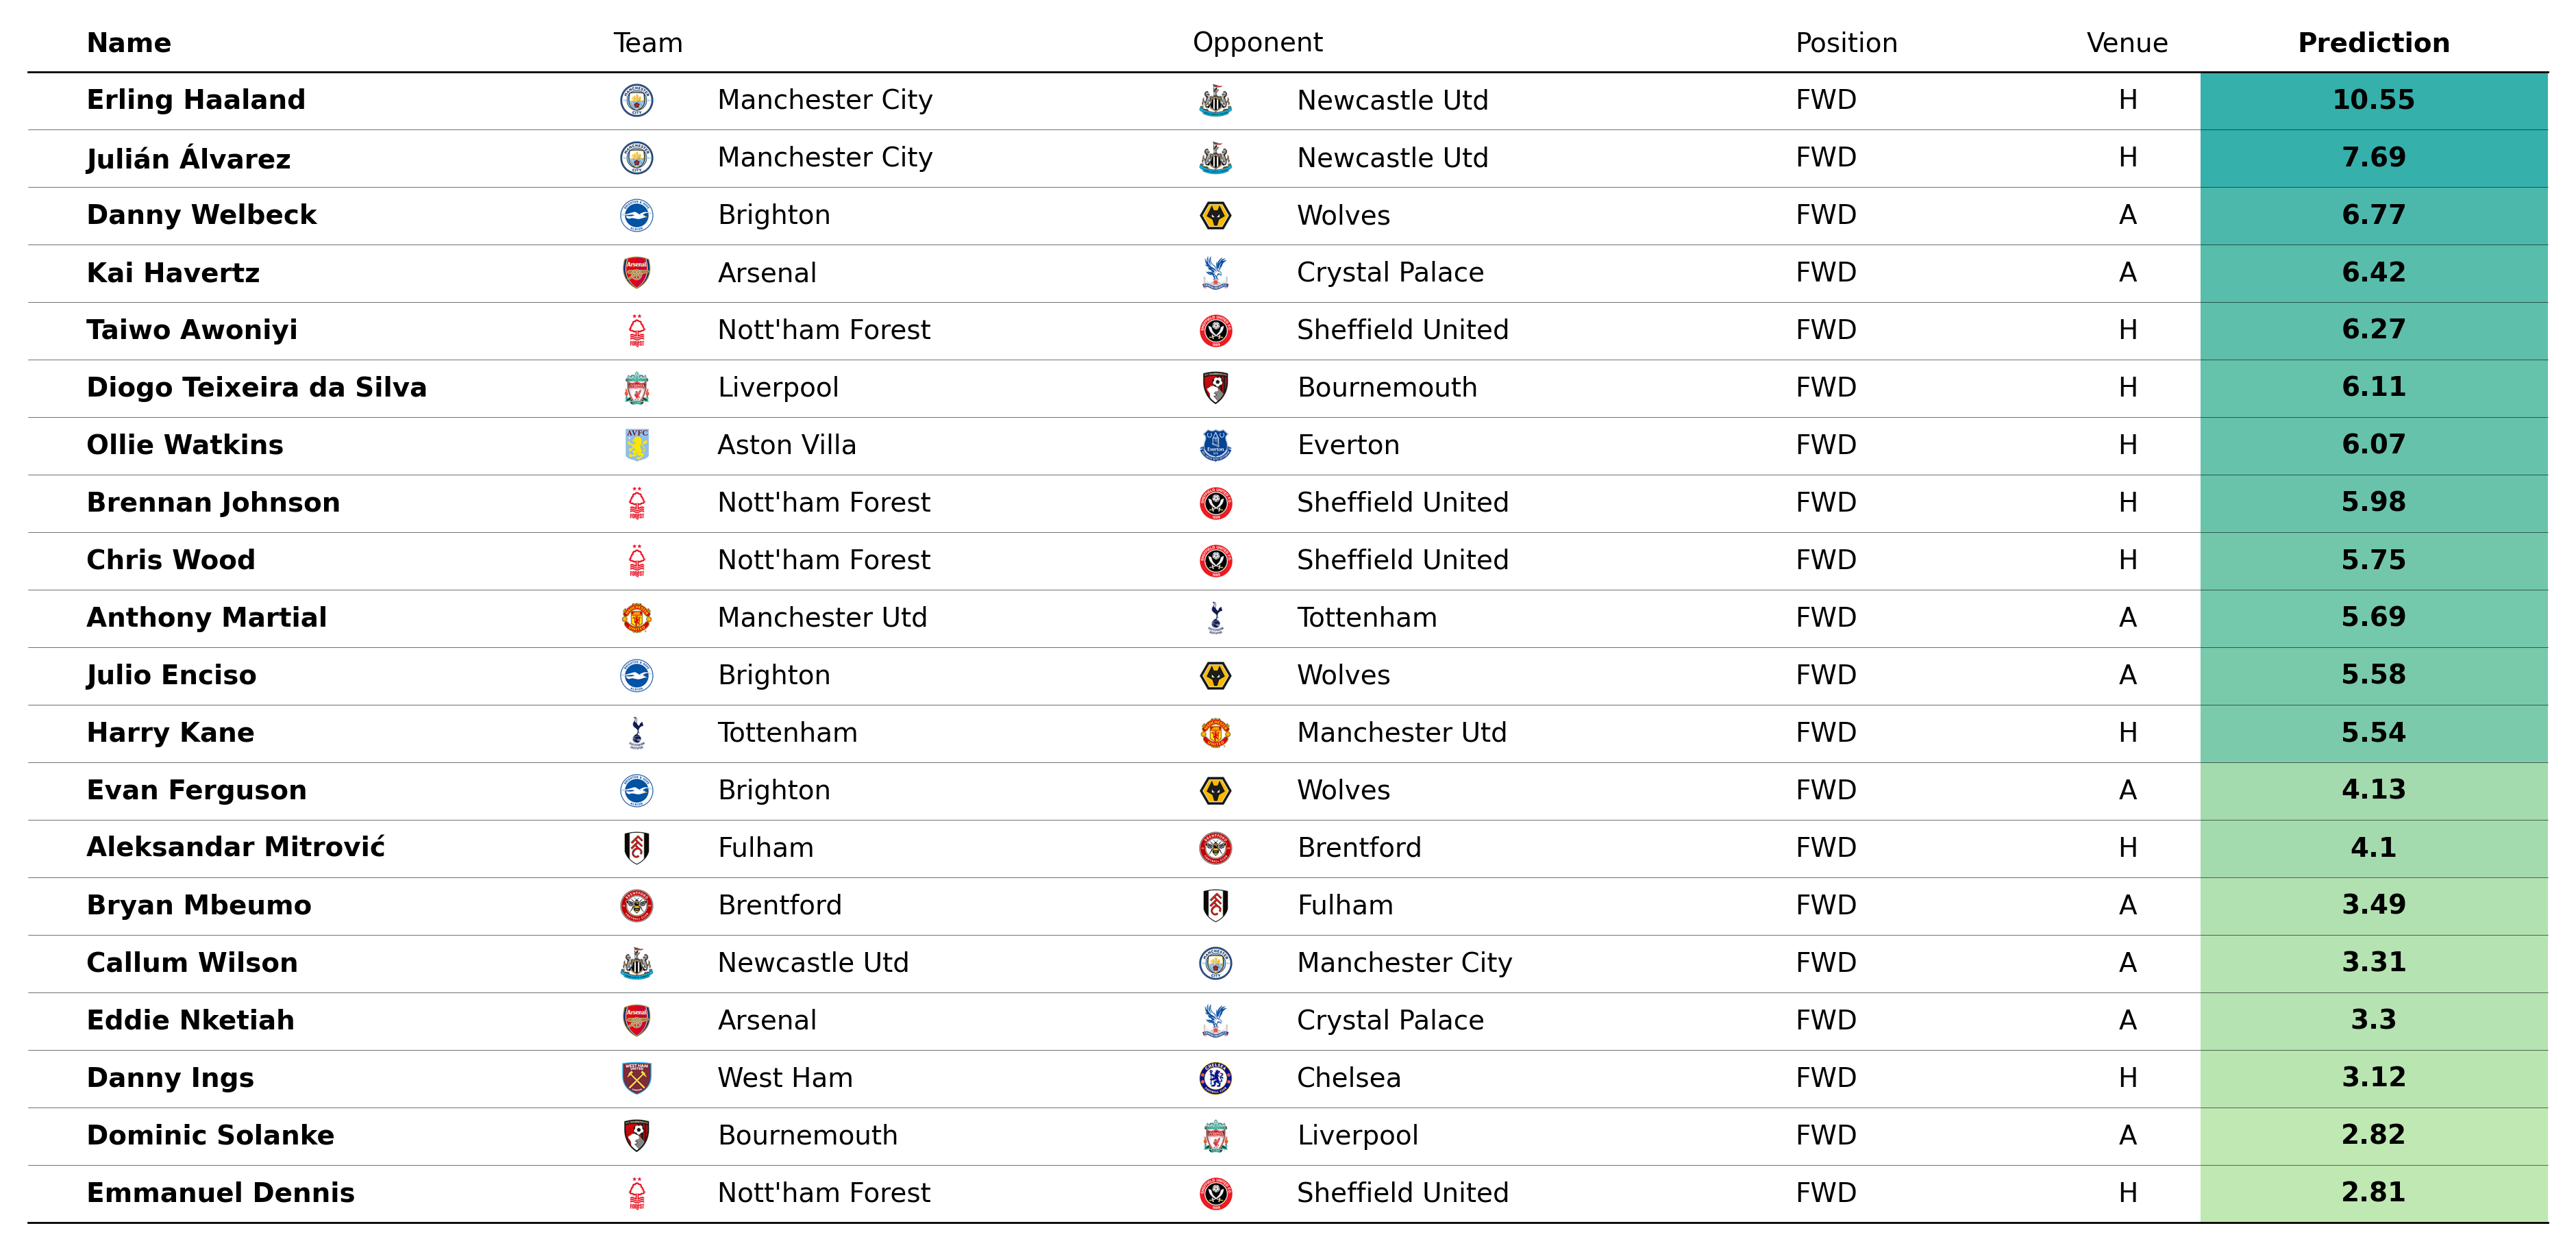 Name Team Opponent Position Venue Prediction
Erling Haaland Manchester City Newcastle Utd FWD H 10.55
Julián Álvarez Manchester City Newcastle Utd FWD H 7.69
Danny Welbeck Brighton Wolves FWD A 6.77
Kai Havertz Arsenal Crystal Palace FWD A 6.42
Taiwo Awoniyi Nott'ham Forest Sheffield United FWD H 6.27
Diogo Teixeira da Silva Liverpool Bournemouth FWD H 6.11
Ollie Watkins Aston Villa Everton FWD H 6.07
Brennan Johnson Nott'ham Forest Sheffield United FWD H 5.98
Chris Wood Nott'ham Forest Sheffield United FWD H 5.75
Anthony Martial Manchester Utd Tottenham FWD A 5.69
Julio Enciso Brighton Wolves FWD A 5.58
Harry Kane Tottenham Manchester Utd FWD H 5.54
Evan Ferguson Brighton Wolves FWD A 4.13
Aleksandar Mitrović Fulham Brentford FWD H 4.1
Bryan Mbeumo Brentford Fulham FWD A 3.49
Callum Wilson Newcastle Utd Manchester City FWD A 3.31
Eddie Nketiah Arsenal Crystal Palace FWD A 3.3
Danny Ings West Ham Chelsea FWD H 3.12
Dominic Solanke Bournemouth Liverpool FWD A 2.82
Emmanuel Dennis Nott'ham Forest Sheffield United FWD H 2.81